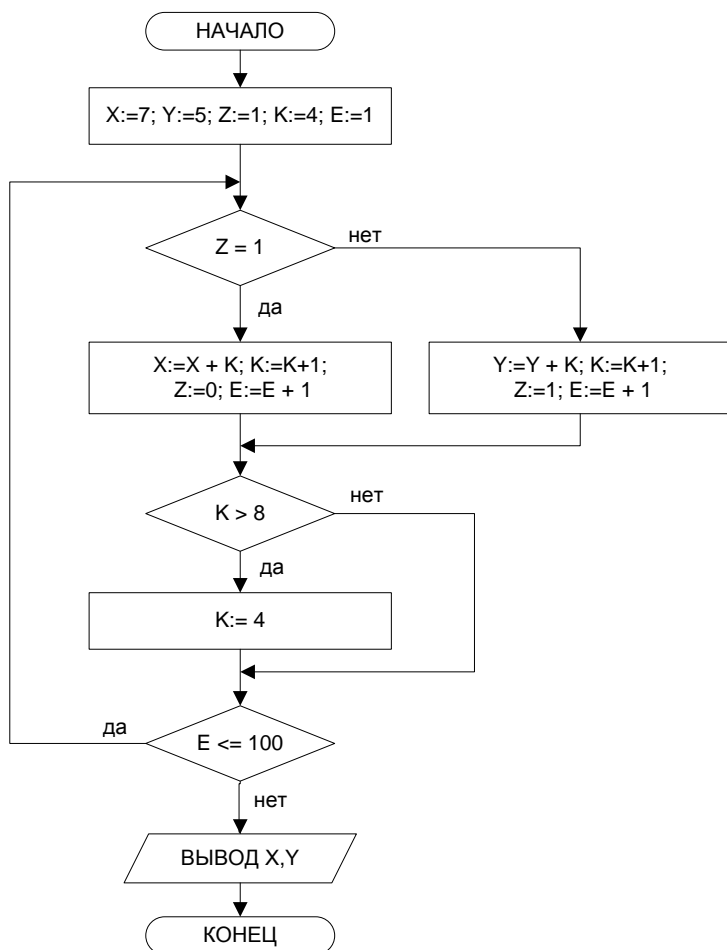 НАЧАЛО
X:=7; Y:=5; Z:=1; K:=4; E:=1
Z = 1
нет
да
X:=X + K; K:=K+1;
Z:=0; E:=E + 1
Y:=Y + K; K:=K+1;
Z:=1; E:=E + 1
K > 8
нет
да
K:= 4
E <= 100
да
нет
ВЫВОД X,Y
КОНЕЦ